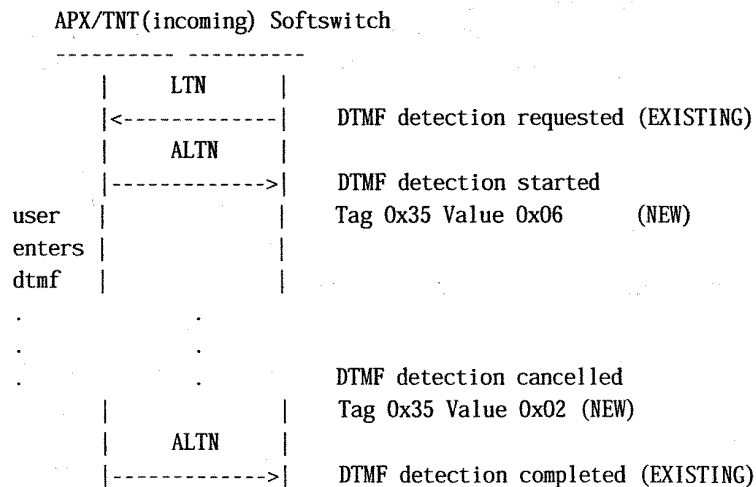 APX/TNT(incoming) Softswitch
----------- ----------
| LTN |
|<-------------| DTMF detection requested (EXISTING)
| ALTN |
|------------->| DTMF detection started
user | | Tag 0x35 Value 0x06 (NEW)
enters |
dtmf | |
. .
. .
. . DTMF detection cancelled
| | Tag 0x35 Value 0x02 (NEW)
| ALTN |
|------------->| DTMF detection completed (EXISTING)